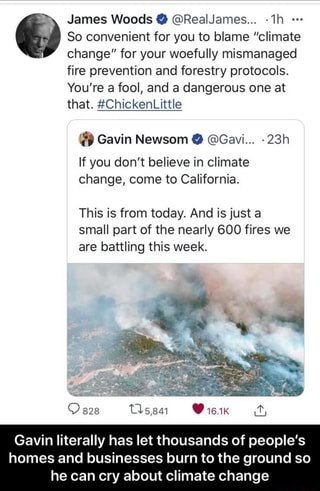 James Woods @RealJames... · 1h ...
So convenient for you to blame “climate
change” for your woefully mismanaged
fire prevention and forestry protocols.
You’re a fool, and a dangerous one at
that. #ChickenLittle
Gavin Newsom @Gavi... · 23h
If you don’t believe in climate
change, come to California.
This is from today. And is just a
small part of the nearly 600 fires we
are battling this week.
828 5,841 16.1K
Gavin literally has let thousands of people’s
homes and businesses burn to the ground so
he can cry about climate change